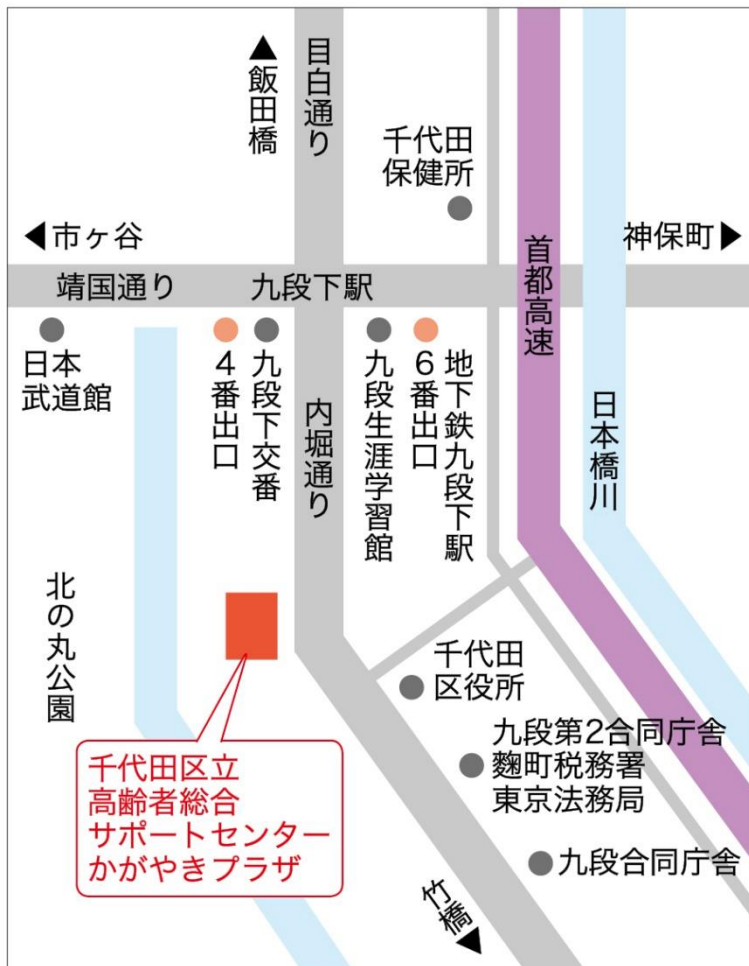 ▲飯田橋
目白通り
千代田
保健所
◀市ヶ谷
神保町▶
靖国通り
九段下駅
首都高速
日本
武道館
4番出口
九段下交番
内堀通り
九段生涯学習館
6番出口
地下鉄九段下駅
日本橋川
北の丸公園
千代田
区役所
九段第2合同庁舎
麴町税務署
東京法務局
千代田区立
高齢者総合
サポートセンター
かがやきプラザ
九段合同庁舎
竹橋▼